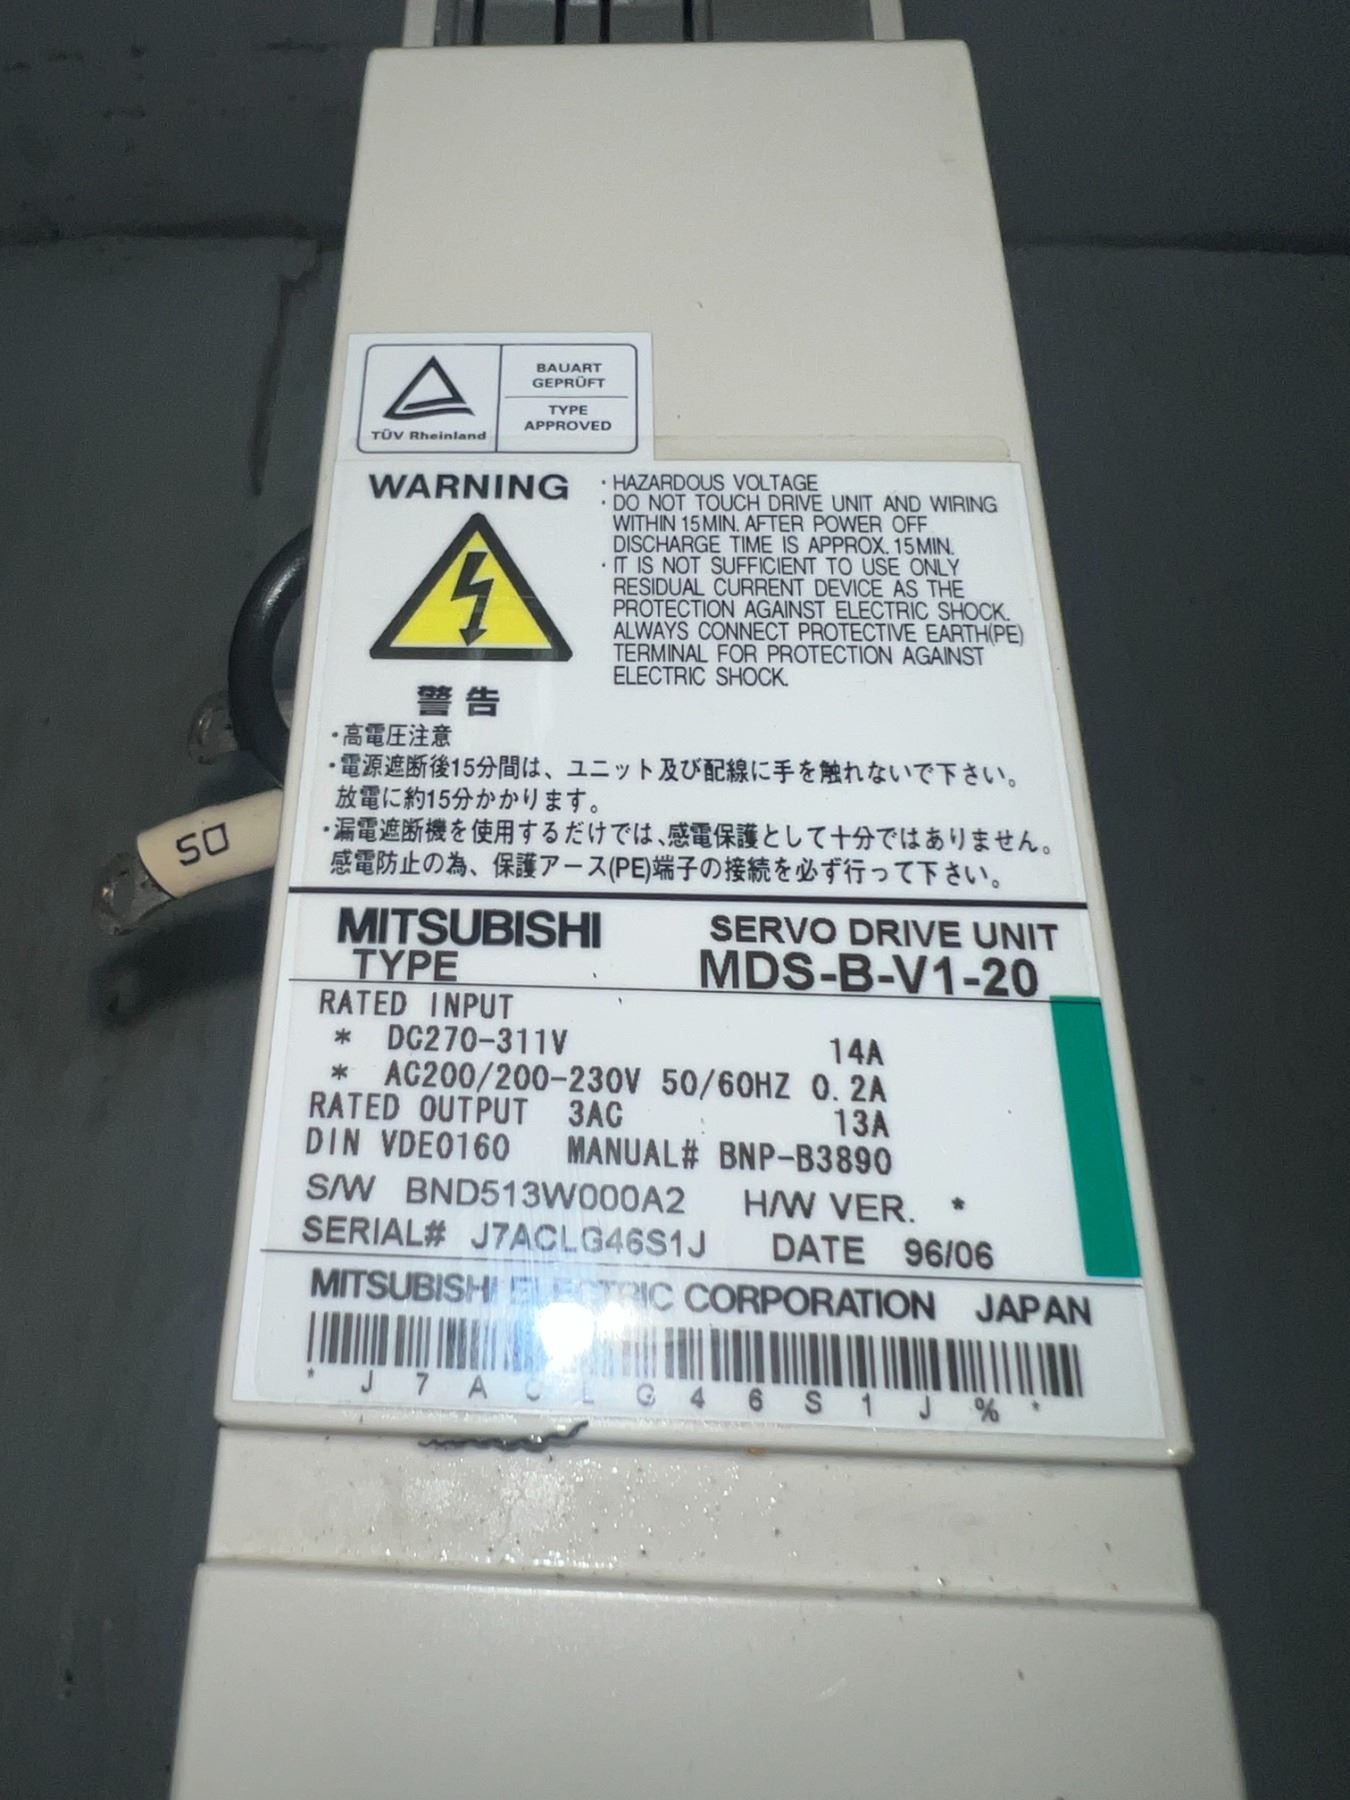 BAUART
GEPRÜFT
TYPE
APPROVED
TÜV Rheinland
WARNING
· HAZARDOUS VOLTAGE
· DO NOT TOUCH DRIVE UNIT AND WIRING
WITHIN 15MIN. AFTER POWER OFF.
DISCHARGE TIME IS APPROX. 15MIN.
· IT IS NOT SUFFICIENT TO USE ONLY
RESIDUAL CURRENT DEVICE AS THE
PROTECTION AGAINST ELECTRIC SHOCK.
ALWAYS CONNECT PROTECTIVE EARTH(PE)
TERMINAL FOR PROTECTION AGAINST
ELECTRIC SHOCK.
警告
・高電圧注意
・電源遮断後15分間は、ユニット及び配線に手を触れないで下さい。
放電に約15分かかります。
・漏電遮断機を使用するだけでは、感電保護として十分ではありません。
感電防止の為、保護アース(PE)端子の接続を必ず行って下さい。
50
MITSUBISHI SERVO DRIVE UNIT
TYPE MDS-B-V1-20
RATED INPUT
* DC270-311V 14A
* AC200/200-230V 50/60HZ 0.2A
RATED OUTPUT 3AC 13A
DIN VDE0160 MANUAL# BNP-B3890
S/W BND513W000A2 H/W VER. *
SERIAL# J7ACLG46S1J DATE 96/06
MITSUBISHI ELECTRIC CORPORATION JAPAN
* J 7 A C L G 4 6 S 1 J % *